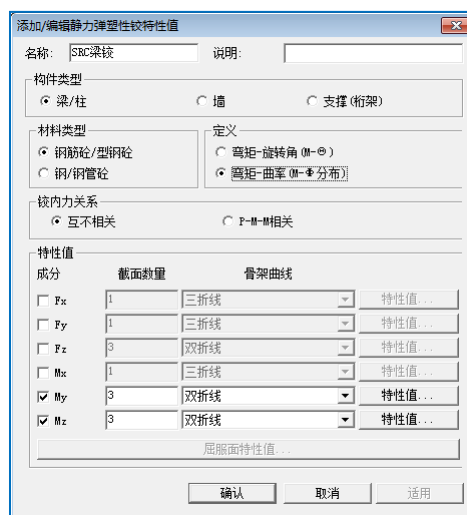 添加/编辑静力弹塑性铰特性值
名称: SRC梁铰 说明:
构件类型
梁/柱 墙 支撑(桁架)
材料类型 定义
钢筋砼/型钢砼 弯矩-旋转角(M-Θ)
钢/钢管砼 弯矩-曲率(M-Φ分布)
铰内力关系
互不相关 P-M-M相关
特性值
成分 截面数量 骨架曲线
Fx 1 三折线 特性值...
Fy 1 三折线 特性值...
Fz 3 双折线 特性值...
Mx 1 三折线 特性值...
My 3 双折线 特性值...
Mz 3 双折线 特性值...
屈服面特性值...
确认 取消 适用